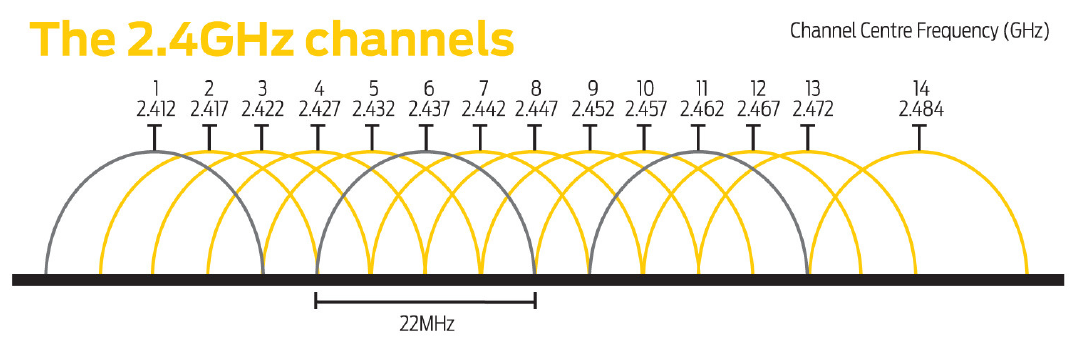 The 2.4GHz channels
Channel Centre Frequency (GHz)
1 2 3 4 5 6 7 8 9 10 11 12 13 14
2.412 2.417 2.422 2.427 2.432 2.437 2.442 2.447 2.452 2.457 2.462 2.467 2.472 2.484
22MHz